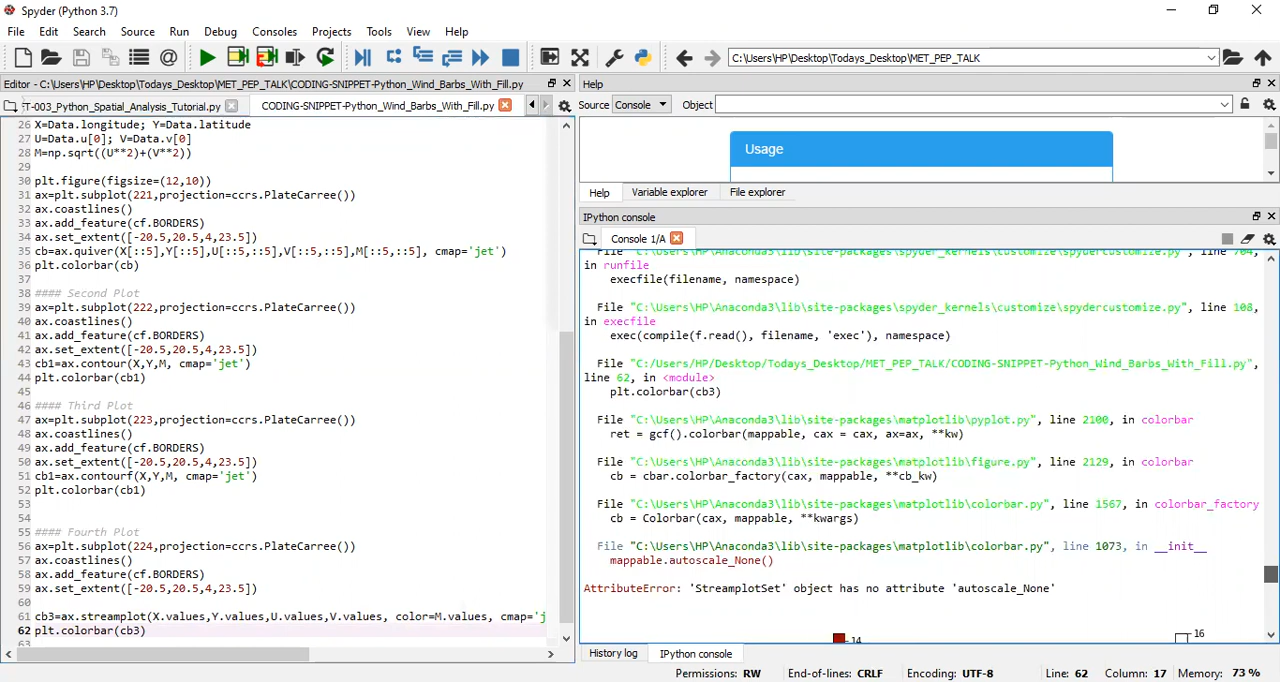 Spyder (Python 3.7)
File Edit Search Source Run Debug Consoles Projects Tools View Help
C:\Users\HP\Desktop\Todays_Desktop\MET_PEP_TALK
Editor - C:\Users\HP\Desktop\Todays_Desktop\MET_PEP_TALK\CODING-SNIPPET-Python_Wind_Barbs_With_Fill.py
T-003_Python_Spatial_Analysis_Tutorial.py CODING-SNIPPET-Python_Wind_Barbs_With_Fill.py
26 X=Data.longitude; Y=Data.latitude
27 U=Data.u[0]; V=Data.v[0]
28 M=np.sqrt((U**2)+(V**2))
29
30 plt.figure(figsize=(12,10))
31 ax=plt.subplot(221,projection=ccrs.PlateCarree())
32 ax.coastlines()
33 ax.add_feature(cf.BORDERS)
34 ax.set_extent([-20.5,20.5,4,23.5])
35 cb=ax.quiver(X[::5],Y[::5],U[::5,::5],V[::5,::5],M[::5,::5], cmap='jet')
36 plt.colorbar(cb)
37
38 #### Second Plot
39 ax=plt.subplot(222,projection=ccrs.PlateCarree())
40 ax.coastlines()
41 ax.add_feature(cf.BORDERS)
42 ax.set_extent([-20.5,20.5,4,23.5])
43 cb1=ax.contour(X,Y,M, cmap='jet')
44 plt.colorbar(cb1)
45
46 #### Third Plot
47 ax=plt.subplot(223,projection=ccrs.PlateCarree())
48 ax.coastlines()
49 ax.add_feature(cf.BORDERS)
50 ax.set_extent([-20.5,20.5,4,23.5])
51 cb1=ax.contourf(X,Y,M, cmap='jet')
52 plt.colorbar(cb1)
53
54
55 #### Fourth Plot
56 ax=plt.subplot(224,projection=ccrs.PlateCarree())
57 ax.coastlines()
58 ax.add_feature(cf.BORDERS)
59 ax.set_extent([-20.5,20.5,4,23.5])
60
61 cb3=ax.streamplot(X.values,Y.values,U.values,V.values, color=M.values, cmap='j
62 plt.colorbar(cb3)
63
Help
Source Console Object
Usage
Help Variable explorer File explorer
IPython console
Console 1/A
File "C:\Users\HP\Anaconda3\lib\site-packages\spyder_kernels\customize\spydercustomize.py", line 704,
in runfile
execfile(filename, namespace)
File "C:\Users\HP\Anaconda3\lib\site-packages\spyder_kernels\customize\spydercustomize.py", line 108,
in execfile
exec(compile(f.read(), filename, 'exec'), namespace)
File "C:/Users/HP/Desktop/Todays_Desktop/MET_PEP_TALK/CODING-SNIPPET-Python_Wind_Barbs_With_Fill.py",
line 62, in <module>
plt.colorbar(cb3)
File "C:\Users\HP\Anaconda3\lib\site-packages\matplotlib\pyplot.py", line 2100, in colorbar
ret = gcf().colorbar(mappable, cax = cax, ax=ax, **kw)
File "C:\Users\HP\Anaconda3\lib\site-packages\matplotlib\figure.py", line 2129, in colorbar
cb = cbar.colorbar_factory(cax, mappable, **cb_kw)
File "C:\Users\HP\Anaconda3\lib\site-packages\matplotlib\colorbar.py", line 1567, in colorbar_factory
cb = Colorbar(cax, mappable, **kwargs)
File "C:\Users\HP\Anaconda3\lib\site-packages\matplotlib\colorbar.py", line 1073, in __init__
mappable.autoscale_None()
AttributeError: 'StreamplotSet' object has no attribute 'autoscale_None'
14 16
History log IPython console
Permissions: RW End-of-lines: CRLF Encoding: UTF-8 Line: 62 Column: 17 Memory: 73 %